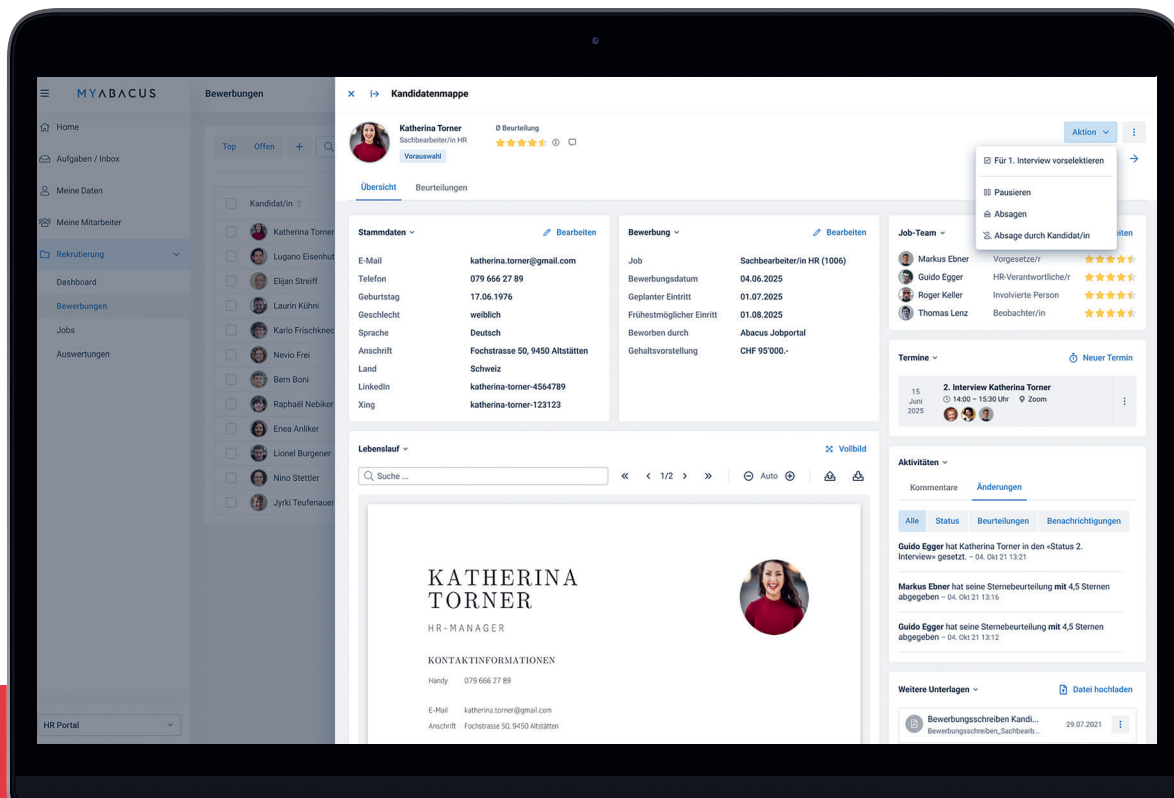 MYABACUS
Home
Aufgaben / Inbox
Meine Daten
Meine Mitarbeiter
Rekrutierung
Dashboard
Bewerbungen
Jobs
Auswertungen
HR Portal
Bewerbungen
Top Offen +
Kandidat/in
Katherina Torner
Lugano Eisenhut
Elijan Streiff
Laurin Kühni
Karlo Frischknec
Nevio Frei
Bern Boni
Raphaël Nebiker
Enea Anliker
Lionel Burgener
Nino Stettler
Jyrki Teufenauer
Kandidatenmappe
Katherina Torner
Sachbearbeiter/in HR
Vorauswahl
Ø Beurteilung
Aktion
Für 1. Interview vorselektieren
Pausieren
Absagen
Absage durch Kandidat/in
Übersicht Beurteilungen
Stammdaten Bearbeiten
E-Mail katherina.torner@gmail.com
Telefon 079 666 27 89
Geburtstag 17.06.1976
Geschlecht weiblich
Sprache Deutsch
Anschrift Fochstrasse 50, 9450 Altstätten
Land Schweiz
LinkedIn katherina-torner-4564789
Xing katherina-torner-123123
Bewerbung Bearbeiten
Job Sachbearbeiter/in HR (1006)
Bewerbungsdatum 04.06.2025
Geplanter Eintritt 01.07.2025
Frühestmöglicher Einritt 01.08.2025
Beworben durch Abacus Jobportal
Gehaltsvorstellung CHF 95'000.-
Job-Team iten
Markus Ebner Vorgesetze/r
Guido Egger HR-Verantwortliche/r
Roger Keller Involvierte Person
Thomas Lenz Beobachter/in
Termine Neuer Termin
15
Juni
2025
2. Interview Katherina Torner
14:00 – 15:30 Uhr Zoom
Lebenslauf Vollbild
Suche ... 1/2 Auto
KATHERINA
TORNER
HR-MANAGER
KONTAKTINFORMATIONEN
Handy 079 666 27 89
E-Mail katherina.torner@gmail.com
Anschrift Fochstrasse 50, 9450 Altstätten
Aktivitäten
Kommentare Änderungen
Alle Status Beurteilungen Benachrichtigungen
Guido Egger hat Katherina Torner in den «Status 2.
Interview» gesetzt. – 04. Okt 21 13:21
Markus Ebner hat seine Sternebeurteilung mit 4,5 Sternen
abgegeben – 04. Okt 21 13:16
Guido Egger hat seine Sternebeurteilung mit 4,5 Sternen
abgegeben – 04. Okt 21 13:12
Weitere Unterlagen Datei hochladen
Bewerbungsschreiben Kandi...
Bewerbungsschreiben_Sachbearb...
29.07.2021